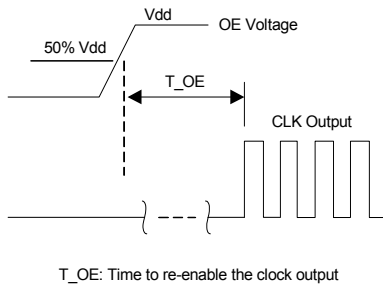 Vdd
OE Voltage
50% Vdd
T_OE
CLK Output
T_OE: Time to re-enable the clock output